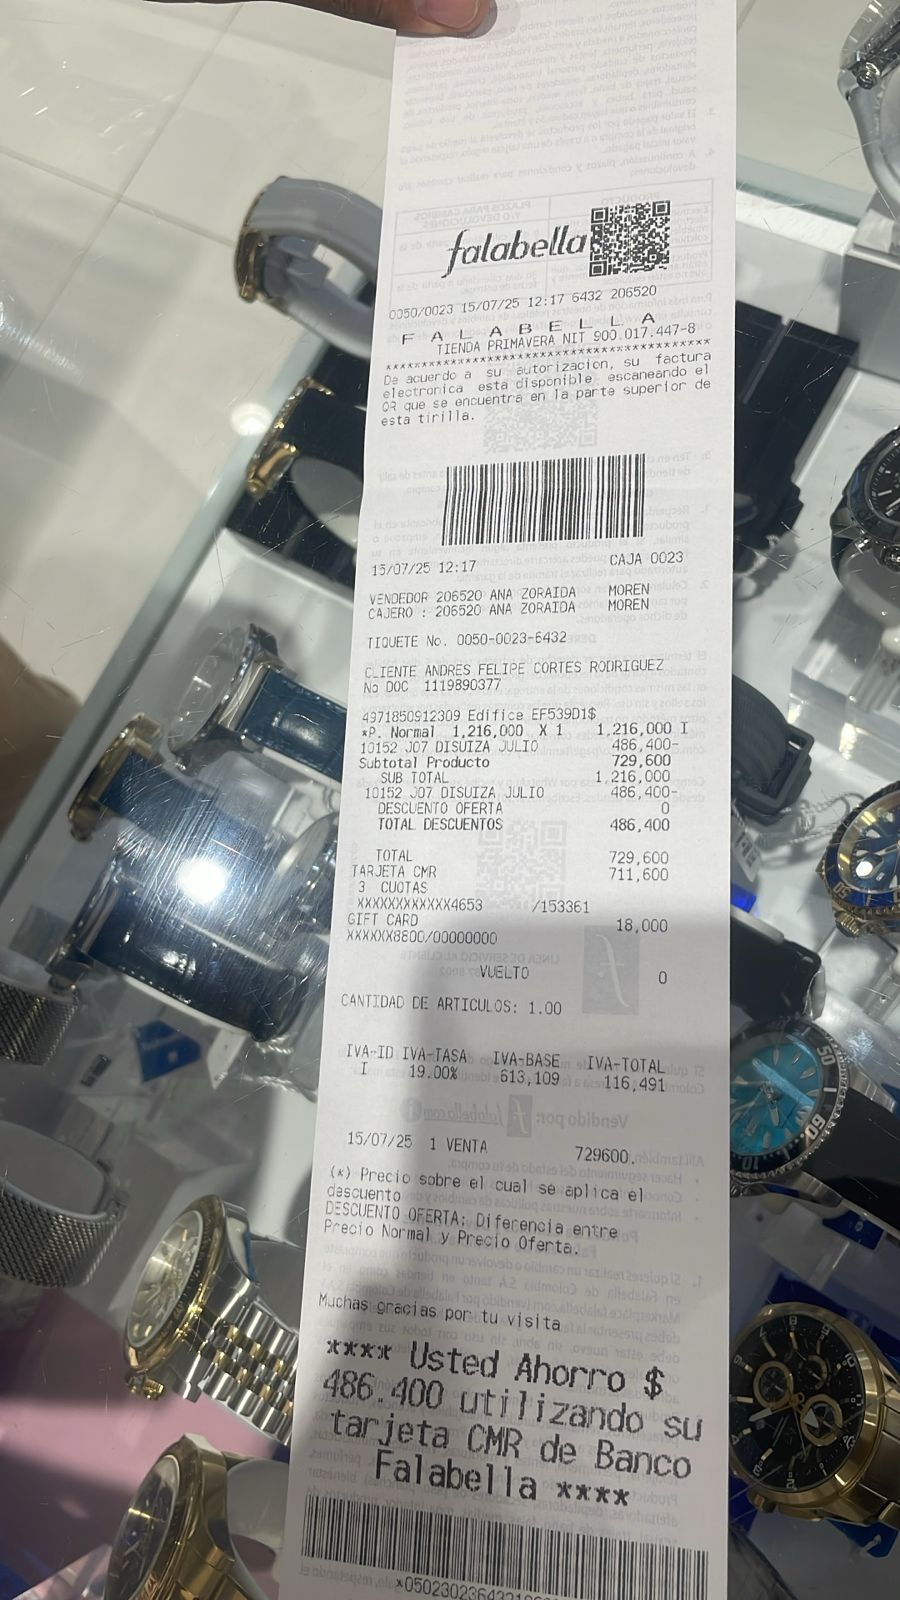 falabella
0050/0023 15/07/25 12:17 6432 206520
F A L A B E L L A
TIENDA PRIMAVERA NIT 900.017.447-8
**************************************************
De acuerdo a su autorizacion, su factura
electronica esta disponible escaneando el
QR que se encuentra en la parte superior de
esta tirilla.
15/07/25 12:17 CAJA 0023
VENDEDOR 206520 ANA ZORAIDA MOREN
CAJERO : 206520 ANA ZORAIDA MOREN
TIQUETE No. 0050-0023-6432
CLIENTE ANDRES FELIPE CORTES RODRIGUEZ
No DOC 1119890377
4971850912309 Edifice EF539D1$
*P. Normal 1,216,000 X 1 1,216,000 I
10152 J07 DISUIZA JULIO 486,400-
Subtotal Producto 729,600
SUB TOTAL 1,216,000
10152 J07 DISUIZA JULIO 486,400-
DESCUENTO OFERTA 0
TOTAL DESCUENTOS 486,400
TOTAL 729,600
TARJETA CMR 711,600
3 CUOTAS
XXXXXXXXXXXX4653 /153361
GIFT CARD 18,000
XXXXXX8600/00000000
VUELTO 0
CANTIDAD DE ARTICULOS: 1.00
IVA-ID IVA-TASA IVA-BASE IVA-TOTAL
I 19.00% 613,109 116,491
15/07/25 1 VENTA 729600.
(*) Precio sobre el cual se aplica el
descuento
DESCUENTO OFERTA: Diferencia entre
Precio Normal y Precio Oferta.
Muchas gracias por tu visita
**** Usted Ahorro $
486.400 utilizando su
tarjeta CMR de Banco
Falabella ****